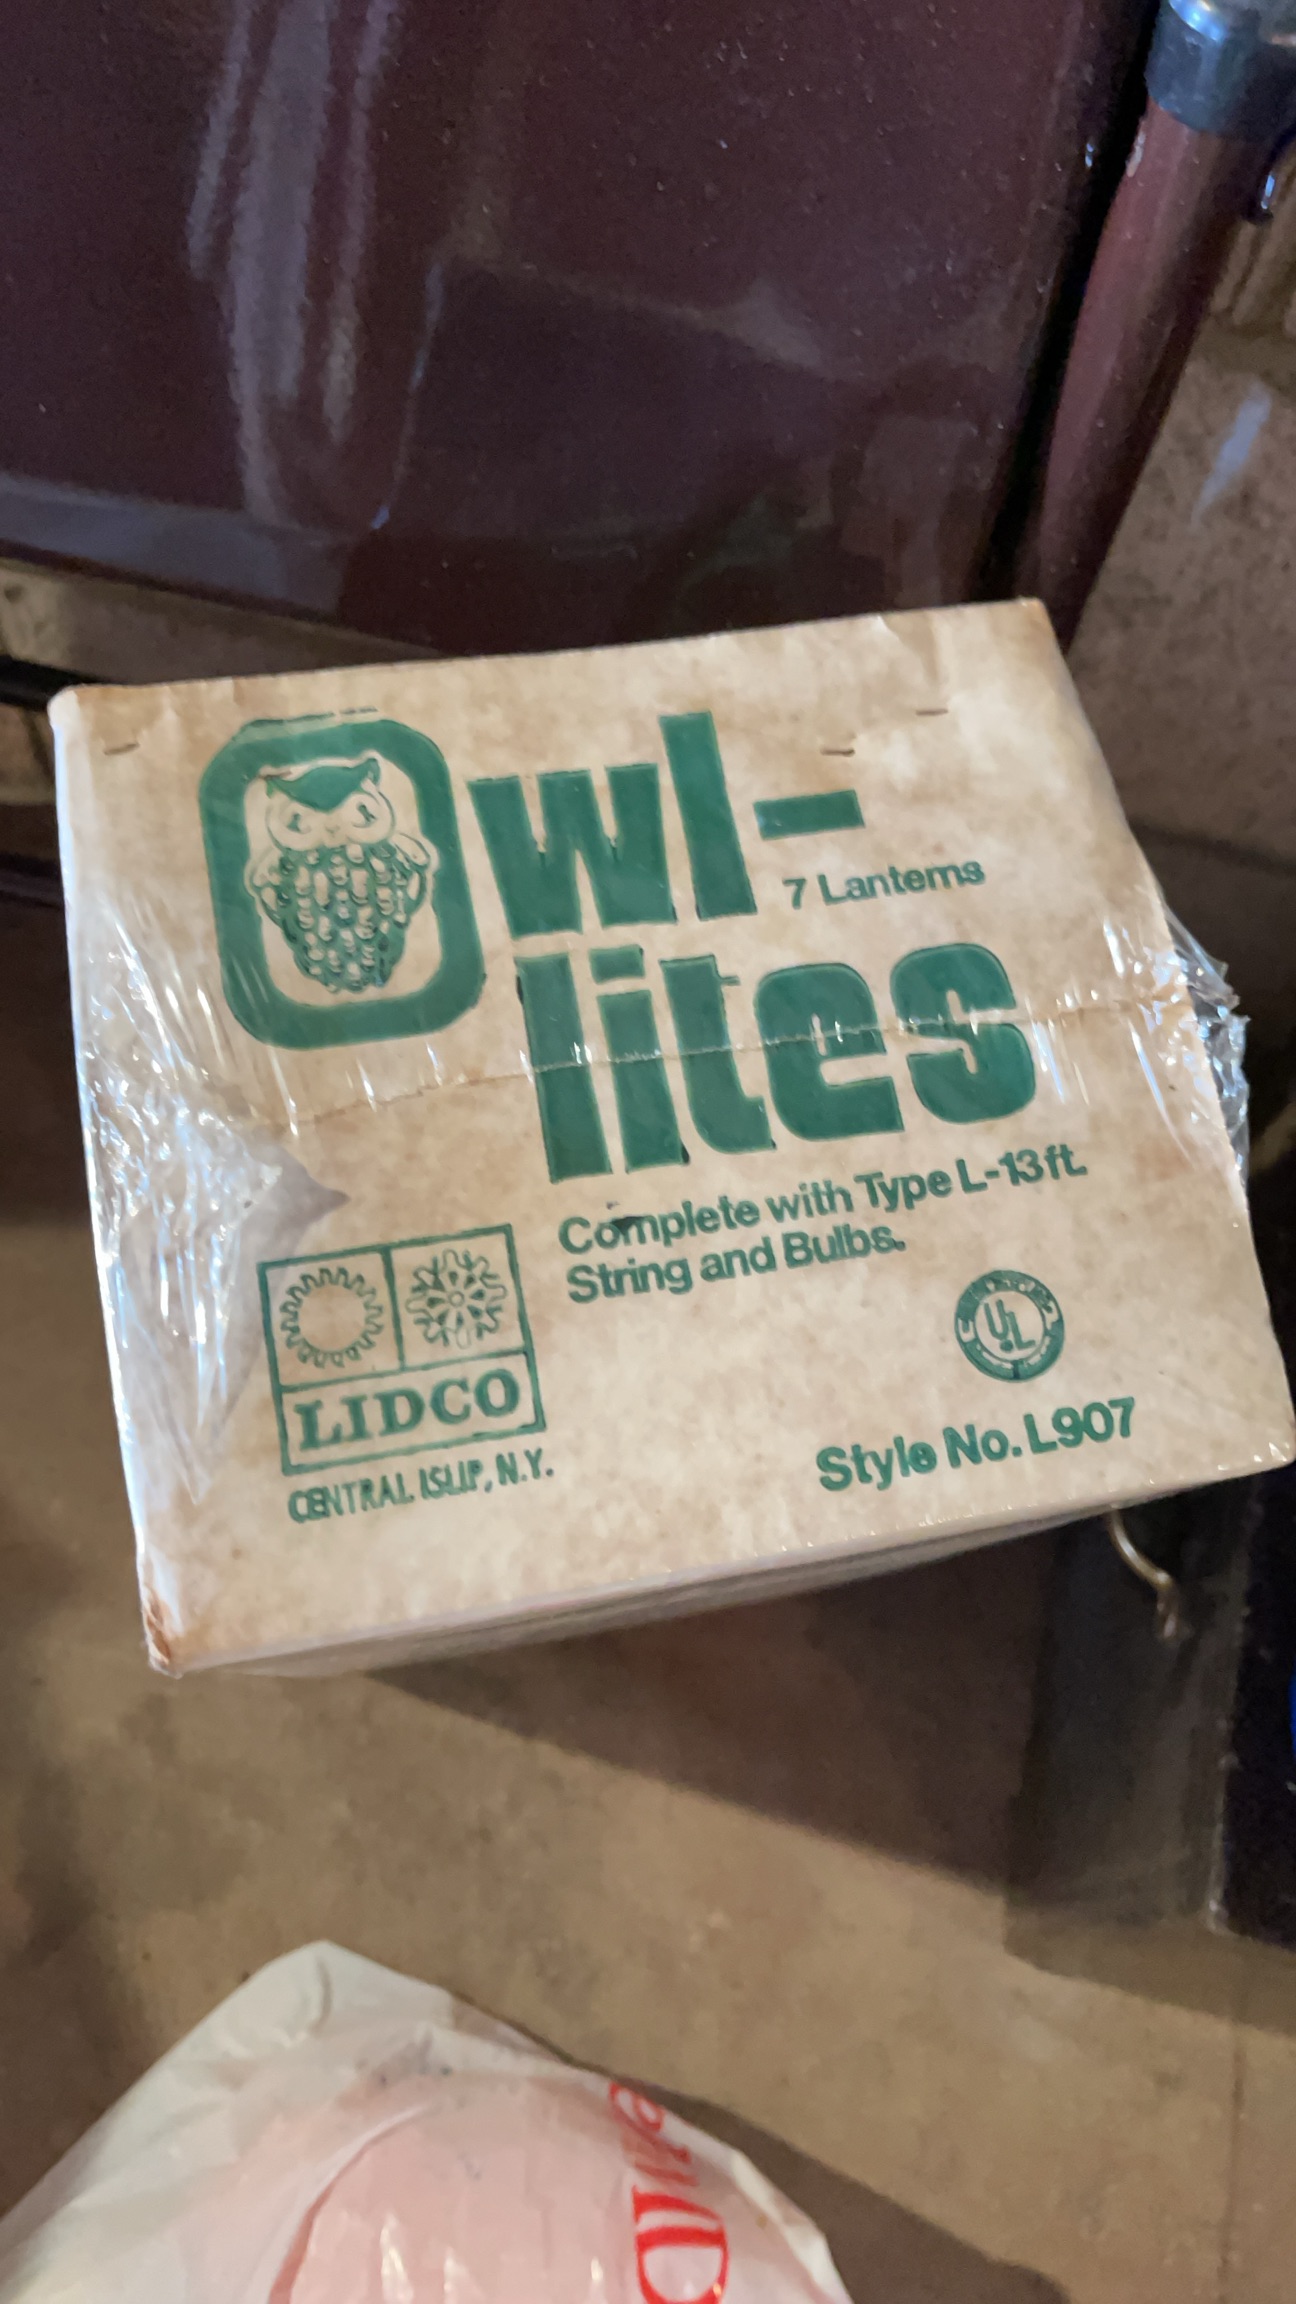 Owl-
7 Lanterns
lites
Complete with Type L-13 ft.
String and Bulbs.
LIDCO
CENTRAL ISLIP, N.Y.
UL
Style No. L907